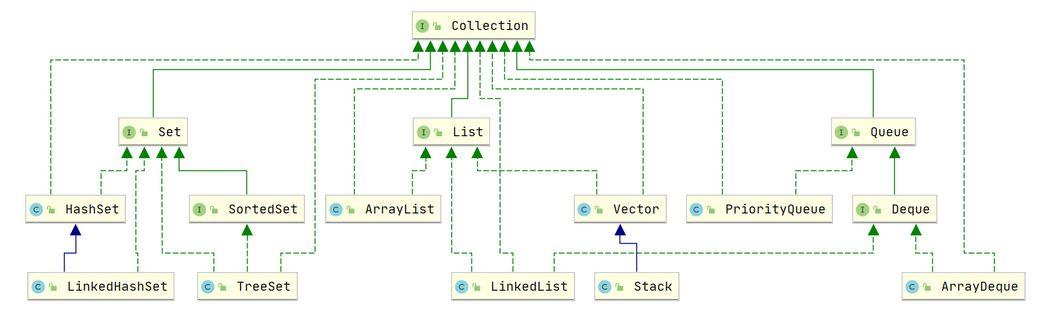 I Collection
I Set
I List
I Queue
C HashSet
I SortedSet
C ArrayList
C Vector
C PriorityQueue
I Deque
C LinkedHashSet
C TreeSet
C LinkedList
C Stack
C ArrayDeque